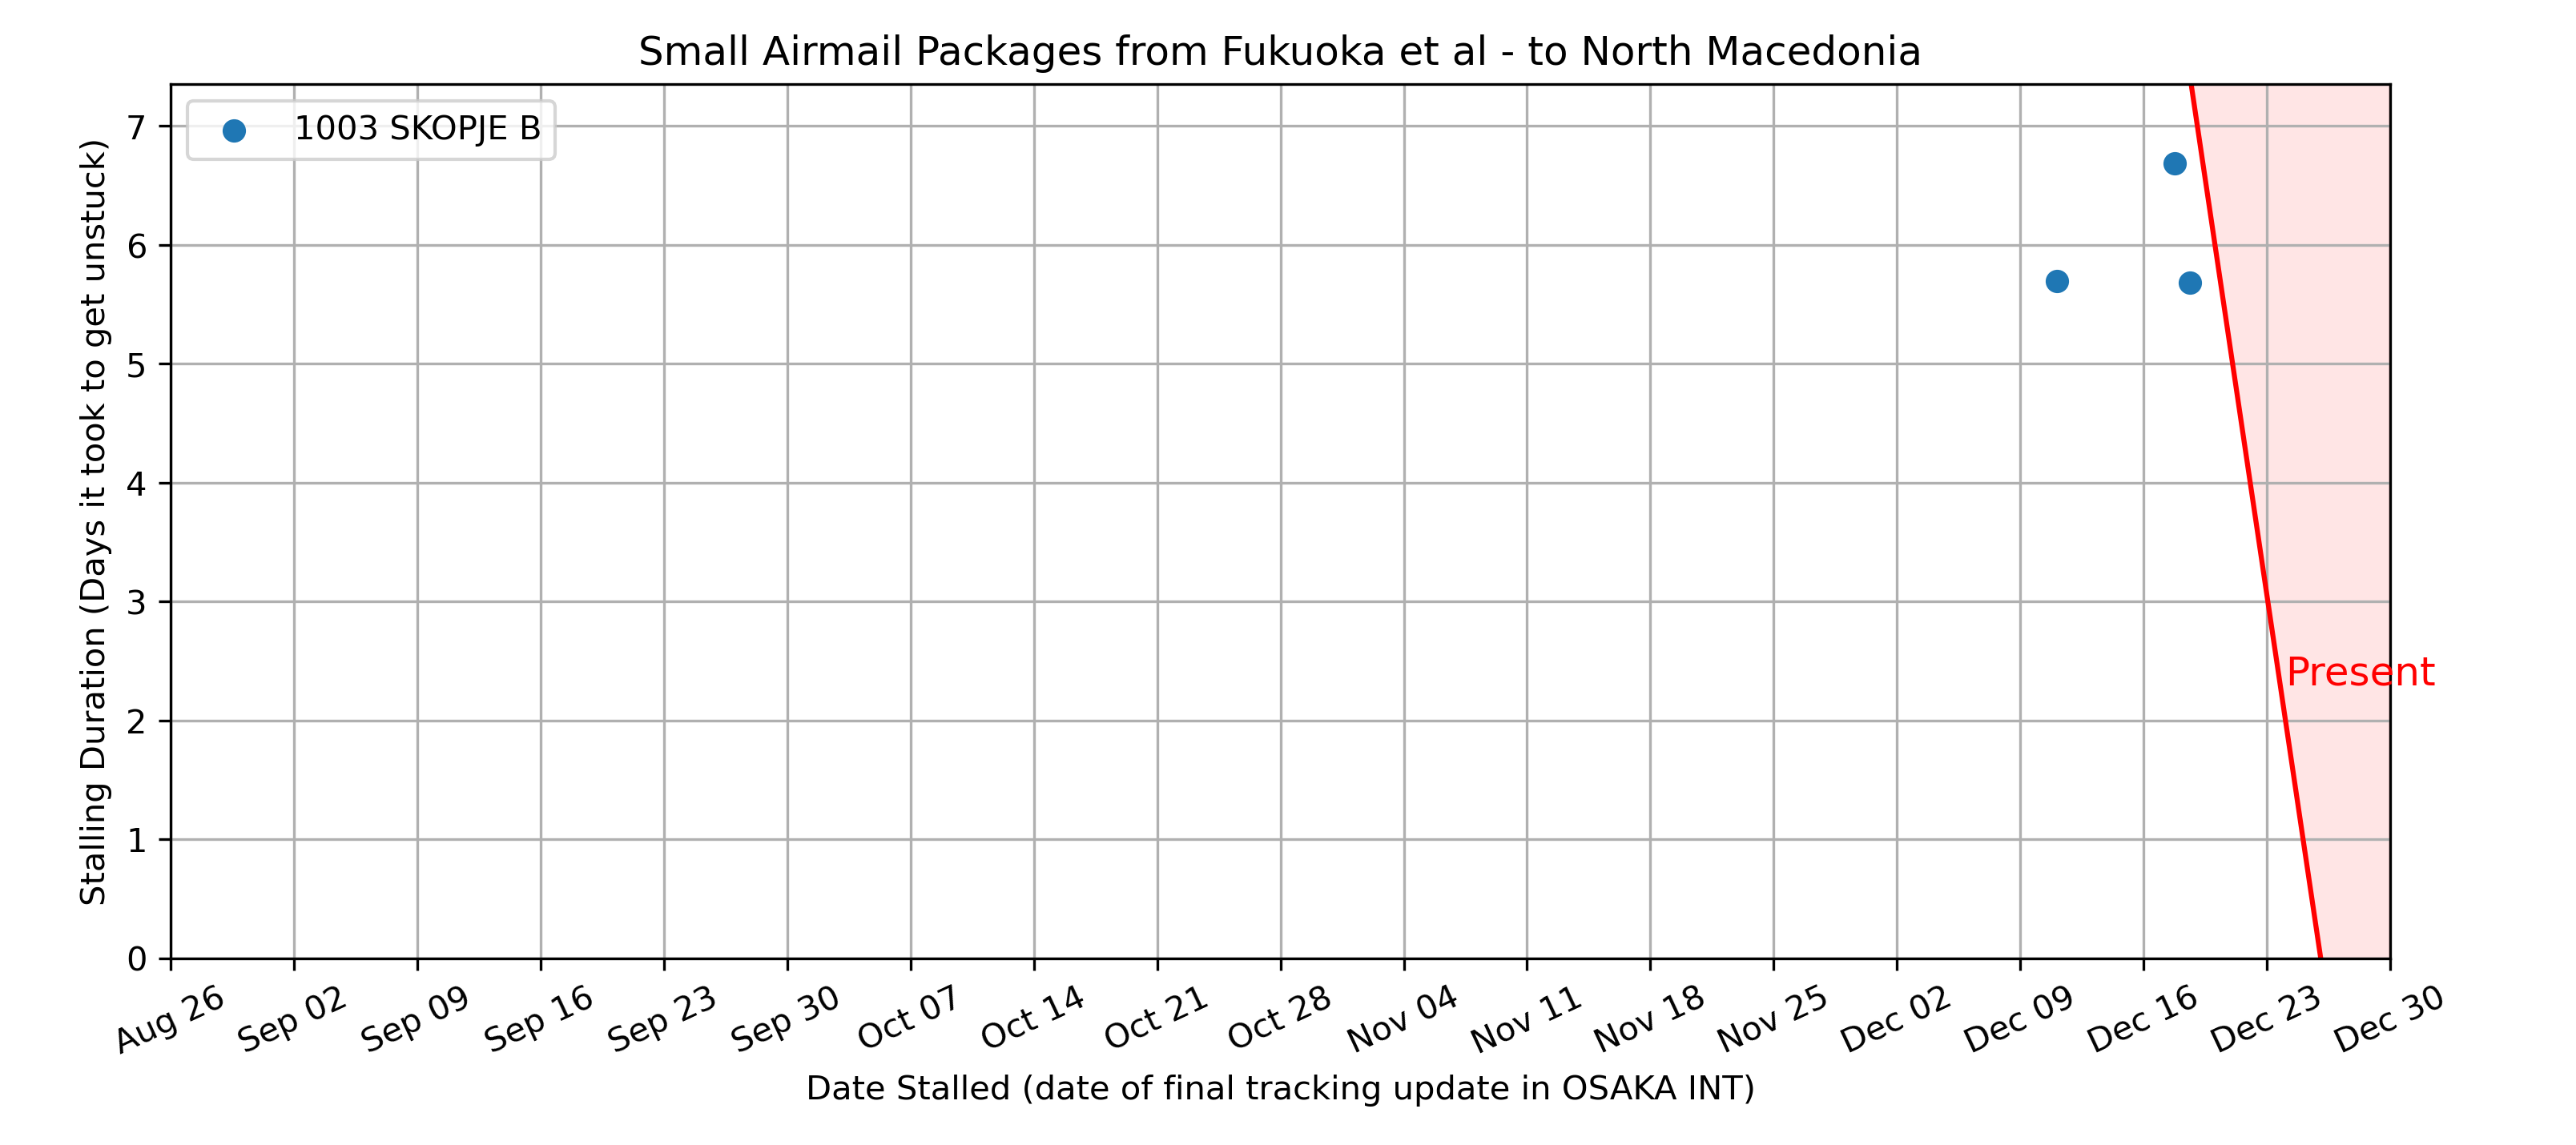 Small Airmail Packages from Fukuoka et al - to North Macedonia
1003 SKOPJE B
Stalling Duration (Days it took to get unstuck)
7
6
5
4
3
2
1
0
Present
Aug 26 Sep 02 Sep 09 Sep 16 Sep 23 Sep 30 Oct 07 Oct 14 Oct 21 Oct 28 Nov 04 Nov 11 Nov 18 Nov 25 Dec 02 Dec 09 Dec 16 Dec 23 Dec 30
Date Stalled (date of final tracking update in OSAKA INT)